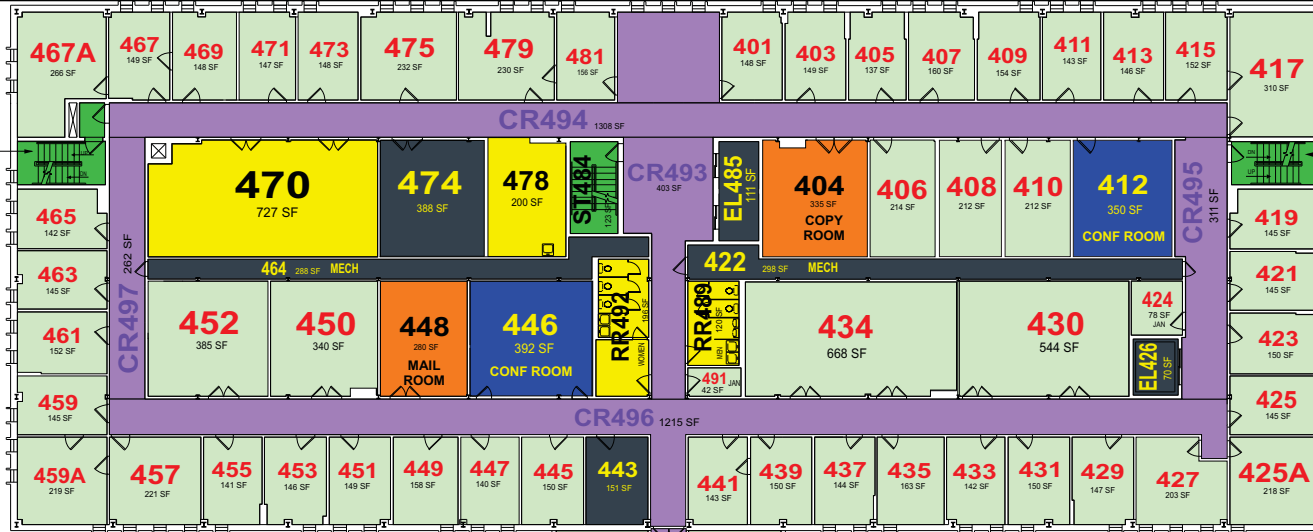 467A
266 SF
467
149 SF
469
148 SF
471
147 SF
473
148 SF
475
232 SF
479
230 SF
481
156 SF
401
148 SF
403
149 SF
405
137 SF
407
160 SF
409
154 SF
411
143 SF
413
146 SF
415
152 SF
417
310 SF
CR494 1308 SF
UP
DN
470
727 SF
474
388 SF
478
200 SF
ST484
123 SF
CR493
403 SF
EL485
111 SF
404
335 SF
COPY
ROOM
406
214 SF
408
212 SF
410
212 SF
412
350 SF
CONF ROOM
CR495
311 SF
DN
UP
465
142 SF
463
145 SF
461
152 SF
459
145 SF
CR497
262 SF
464 288 SF MECH
422 298 SF MECH
419
145 SF
421
145 SF
423
150 SF
425
145 SF
452
385 SF
450
340 SF
448
280 SF
MAIL
ROOM
446
392 SF
CONF ROOM
RR492
196 SF
WOMEN
RR489
120 SF
MEN
491 JAN
42 SF
434
668 SF
430
544 SF
424
78 SF
JAN
EL426
70 SF
CR496 1215 SF
459A
219 SF
457
221 SF
455
141 SF
453
146 SF
451
149 SF
449
158 SF
447
140 SF
445
150 SF
443
151 SF
441
143 SF
439
150 SF
437
144 SF
435
163 SF
433
142 SF
431
150 SF
429
147 SF
427
203 SF
425A
218 SF